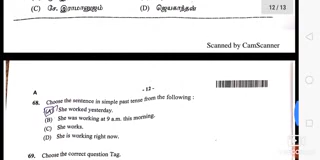 (C) சே. இராமானுஜம் (D) ஜெயகாந்தன்
12 / 13
Scanned by CamScanner
A
- 12 -
68. Choose the sentence in simple past tense from the following :
(A) She worked yesterday.
(B) She was working at 9 a.m. this morning.
(C) She works.
(D) She is working right now.
69. Choose the correct question Tag.